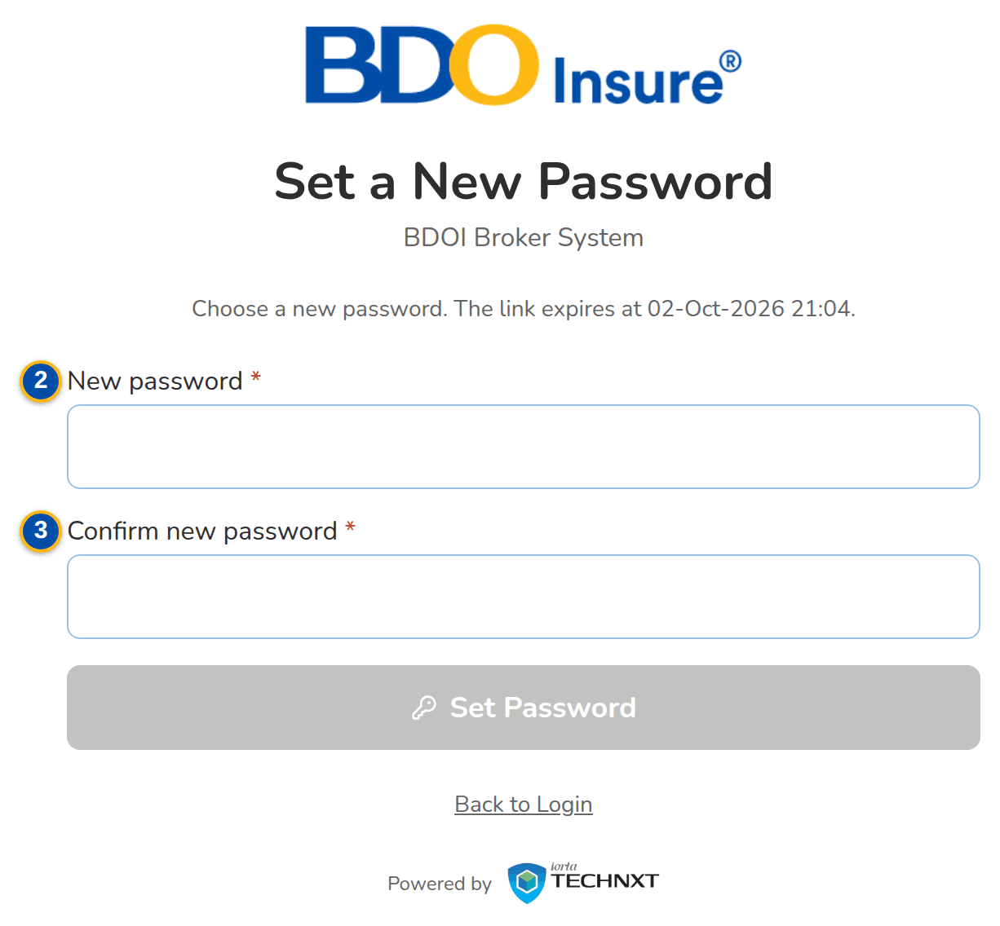 BDO Insure®
Set a New Password
BDOI Broker System
Choose a new password. The link expires at 02-Oct-2026 21:04.
2 New password *
3 Confirm new password *
Set Password
Back to Login
Powered by iorta TECHNXT